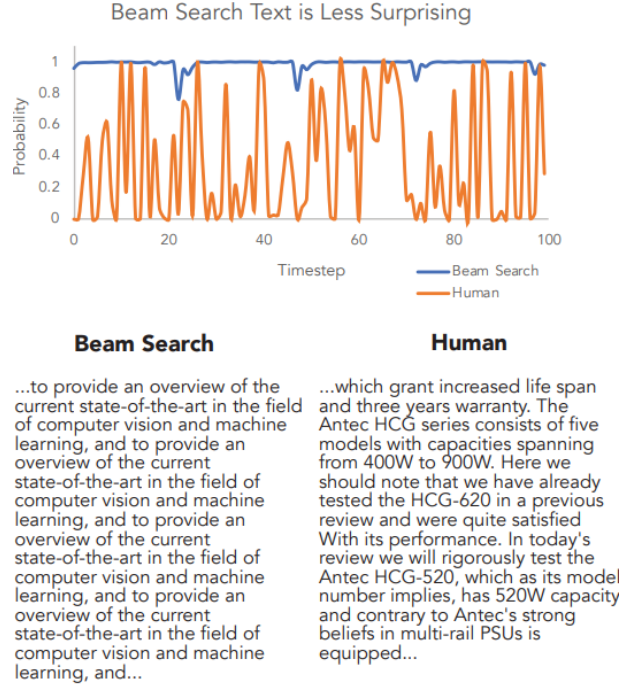 Beam Search Text is Less Surprising
1
0.8
0.6
0.4
0.2
0
Probability
0 20 40 60 80 100
Timestep
Beam Search
Human
Beam Search
...to provide an overview of the
current state-of-the-art in the field
of computer vision and machine
learning, and to provide an
overview of the current
state-of-the-art in the field of
computer vision and machine
learning, and to provide an
overview of the current
state-of-the-art in the field of
computer vision and machine
learning, and to provide an
overview of the current
state-of-the-art in the field of
computer vision and machine
learning, and...
Human
...which grant increased life span
and three years warranty. The
Antec HCG series consists of five
models with capacities spanning
from 400W to 900W. Here we
should note that we have already
tested the HCG-620 in a previous
review and were quite satisfied
With its performance. In today's
review we will rigorously test the
Antec HCG-520, which as its model
number implies, has 520W capacity
and contrary to Antec's strong
beliefs in multi-rail PSUs is
equipped...